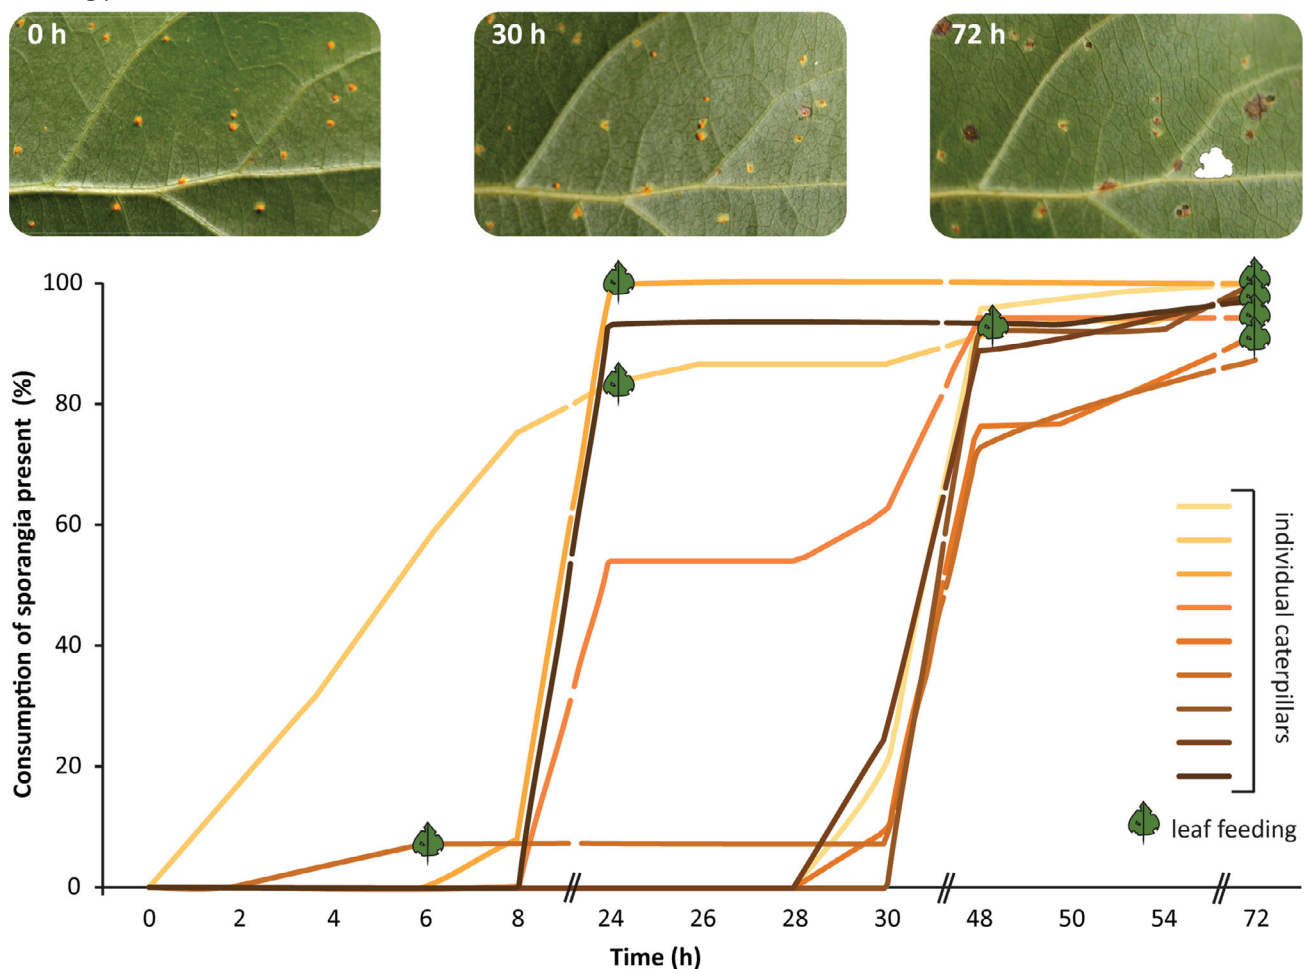 0 h
30 h
72 h
Consumption of sporangia present (%)
100
80
60
40
20
0
individual caterpillars
leaf feeding
0 2 4 6 8 24 26 28 30 48 50 54 72
Time (h)